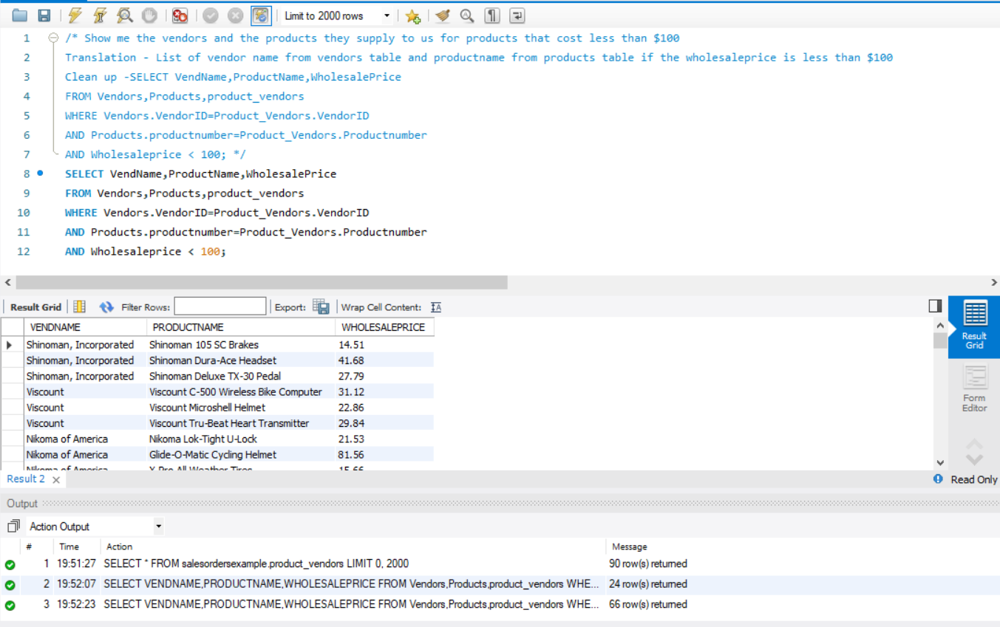 Limit to 2000 rows
1 /* Show me the vendors and the products they supply to us for products that cost less than $100
2 Translation - List of vendor name from vendors table and productname from products table if the wholesaleprice is less than $100
3 Clean up -SELECT VendName,ProductName,WholesalePrice
4 FROM Vendors,Products,product_vendors
5 WHERE Vendors.VendorID=Product_Vendors.VendorID
6 AND Products.productnumber=Product_Vendors.Productnumber
7 AND Wholesaleprice < 100; */
8 SELECT VendName,ProductName,WholesalePrice
9 FROM Vendors,Products,product_vendors
10 WHERE Vendors.VendorID=Product_Vendors.VendorID
11 AND Products.productnumber=Product_Vendors.Productnumber
12 AND Wholesaleprice < 100;
Result Grid Filter Rows: Export: Wrap Cell Content: IA
VENDNAME PRODUCTNAME WHOLESALEPRICE
Shinoman, Incorporated Shinoman 105 SC Brakes 14.51
Shinoman, Incorporated Shinoman Dura-Ace Headset 41.68
Shinoman, Incorporated Shinoman Deluxe TX-30 Pedal 27.79
Viscount Viscount C-500 Wireless Bike Computer 31.12
Viscount Viscount Microshell Helmet 22.86
Viscount Viscount Tru-Beat Heart Transmitter 29.84
Nikoma of America Nikoma Lok-Tight U-Lock 21.53
Nikoma of America Glide-O-Matic Cycling Helmet 81.56
Nikoma of America X-Pro All Weather Tires 15.66
Result
Grid
Form
Editor
Result 2 Read Only
Output
Action Output
# Time Action Message
1 19:51:27 SELECT * FROM salesordersexample.product_vendors LIMIT 0, 2000 90 row(s) returned
2 19:52:07 SELECT VENDNAME,PRODUCTNAME,WHOLESALEPRICE FROM Vendors,Products,product_vendors WHE... 24 row(s) returned
3 19:52:23 SELECT VENDNAME,PRODUCTNAME,WHOLESALEPRICE FROM Vendors,Products,product_vendors WHE... 66 row(s) returned